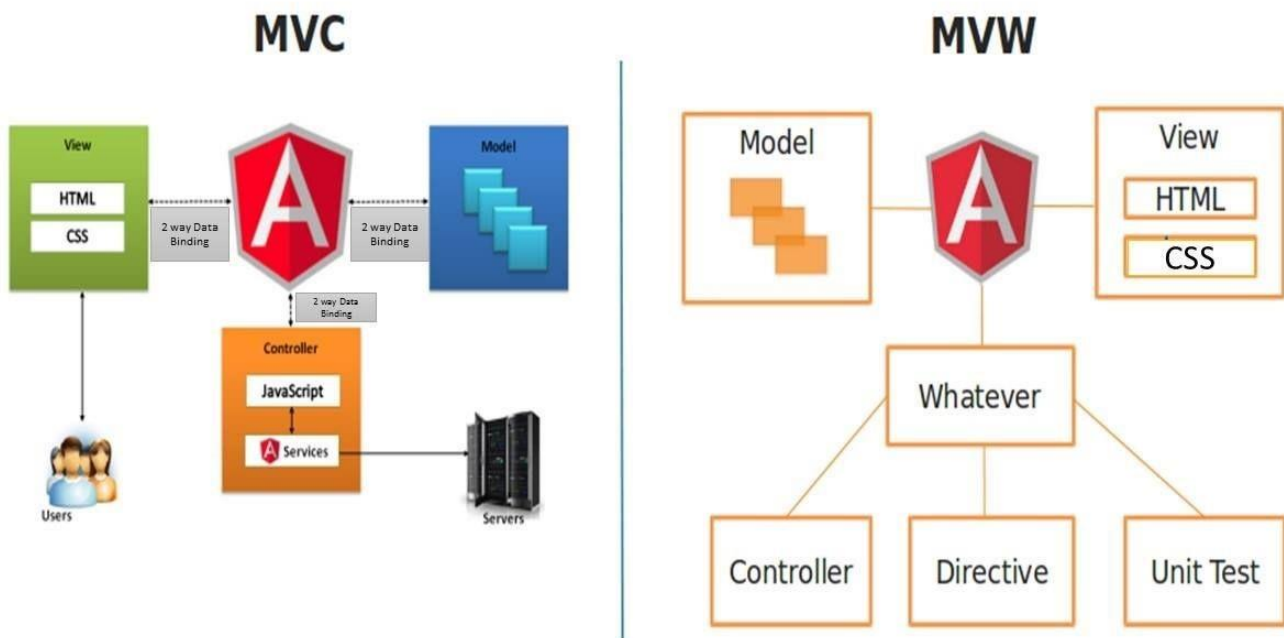 MVC
View
HTML
CSS
2 way Data
Binding
A
2 way Data
Binding
Model
2 way Data
Binding
Controller
JavaScript
A Services
Users
Servers
MVW
Model
A
View
HTML
CSS
Whatever
Controller
Directive
Unit Test